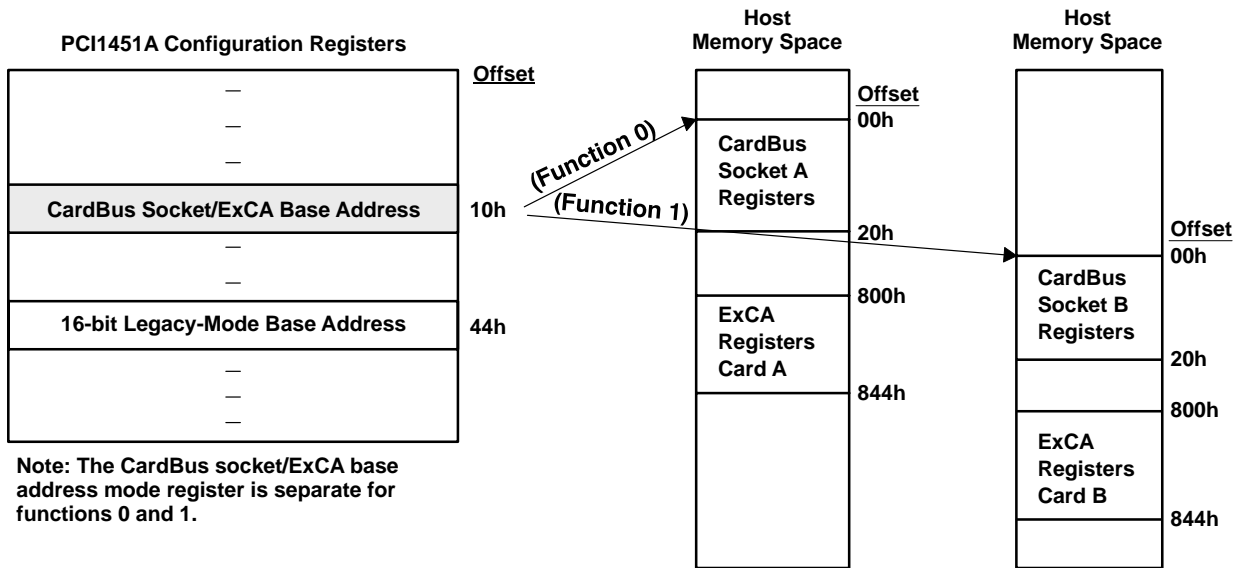 PCI1451A Configuration Registers
Offset
—
—
—
CardBus Socket/ExCA Base Address
10h
—
—
16-bit Legacy-Mode Base Address
44h
—
—
—
Note: The CardBus socket/ExCA base
address mode register is separate for
functions 0 and 1.
(Function 0)
(Function 1)
Host
Memory Space
Offset
00h
CardBus
Socket A
Registers
20h
800h
ExCA
Registers
Card A
844h
Host
Memory Space
Offset
00h
CardBus
Socket B
Registers
20h
800h
ExCA
Registers
Card B
844h